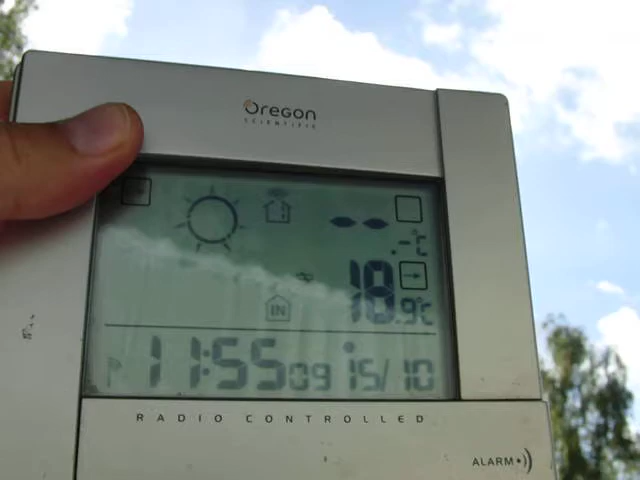 Oregon
SCIENTIFIC
-- .-°C
IN 18.9°C
11:55 09 15/10
RADIO CONTROLLED
ALARM